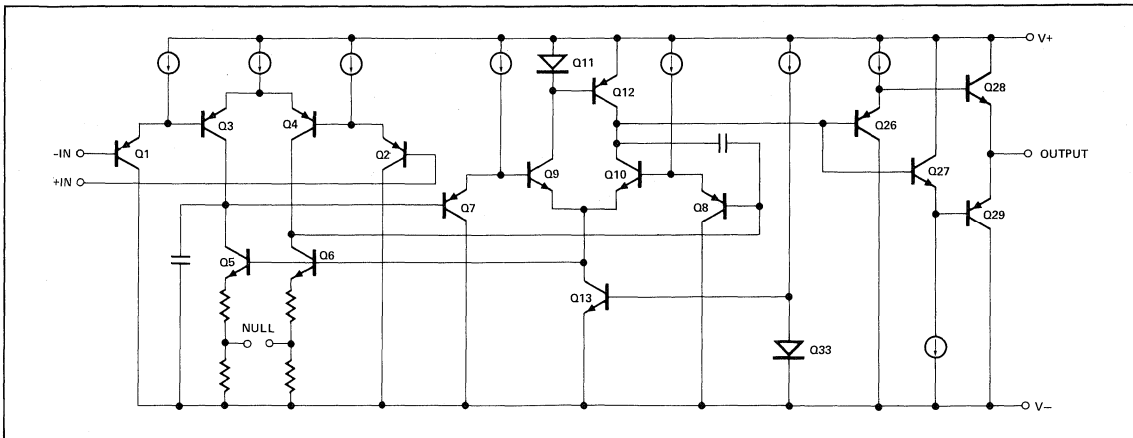 V+
Q11
Q12
Q3
Q4
Q26
Q28
-IN
Q1
Q2
+IN
Q9
Q10
OUTPUT
Q27
Q7
Q8
Q29
Q5
Q6
Q13
NULL
Q33
V-